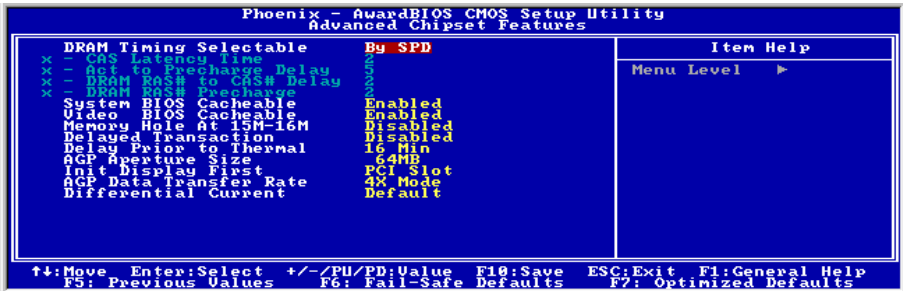 Phoenix - AwardBIOS CMOS Setup Utility
Advanced Chipset Features
DRAM Timing Selectable By SPD
x - CAS Latency Time 2
x - Act to Precharge Delay 5
x - DRAM RAS# to CAS# Delay 2
x - DRAM RAS# Precharge 2
System BIOS Cacheable Enabled
Video BIOS Cacheable Enabled
Memory Hole At 15M-16M Disabled
Delayed Transaction Disabled
Delay Prior to Thermal 16 Min
AGP Aperture Size 64MB
Init Display First PCI Slot
AGP Data Transfer Rate 4X Mode
Differential Current Default
Item Help
Menu Level ►
↑↓:Move Enter:Select +/-/PU/PD:Value F10:Save ESC:Exit F1:General Help
F5: Previous Values F6: Fail-Safe Defaults F7: Optimized Defaults